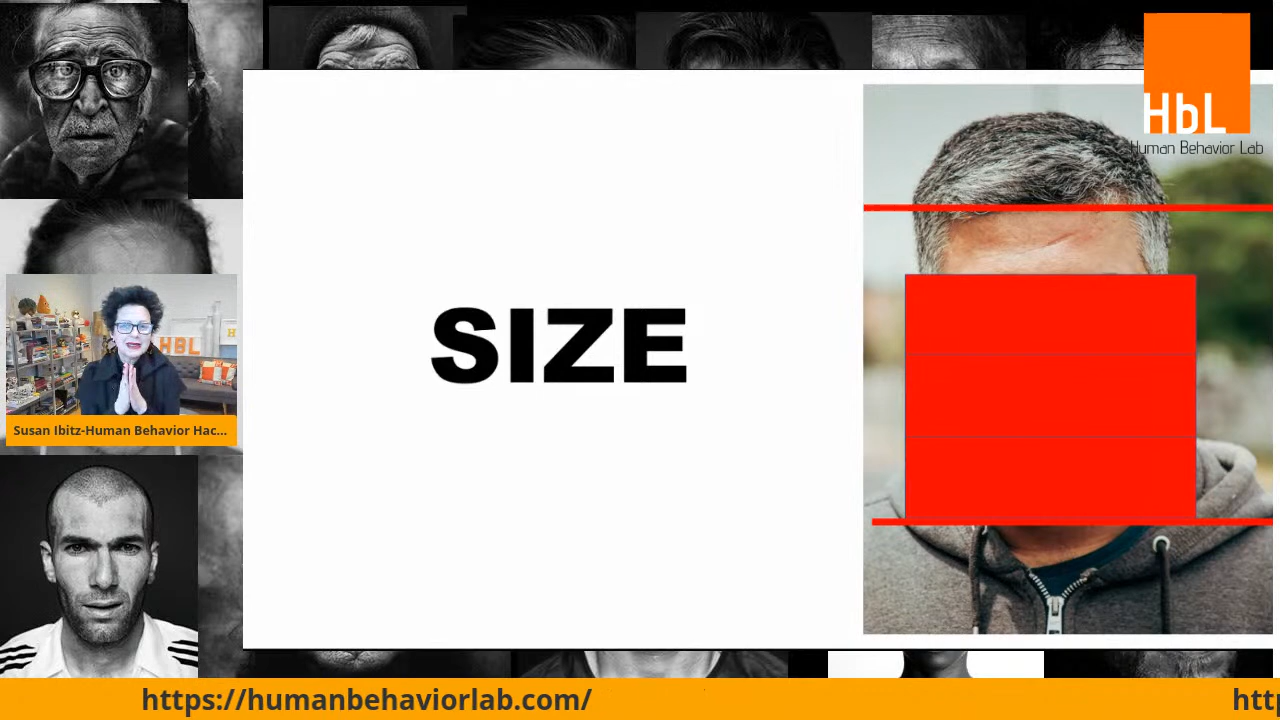 HbL
Human Behavior Lab
SIZE
HBL
Susan Ibitz-Human Behavior Hac...
https://humanbehaviorlab.com/
http